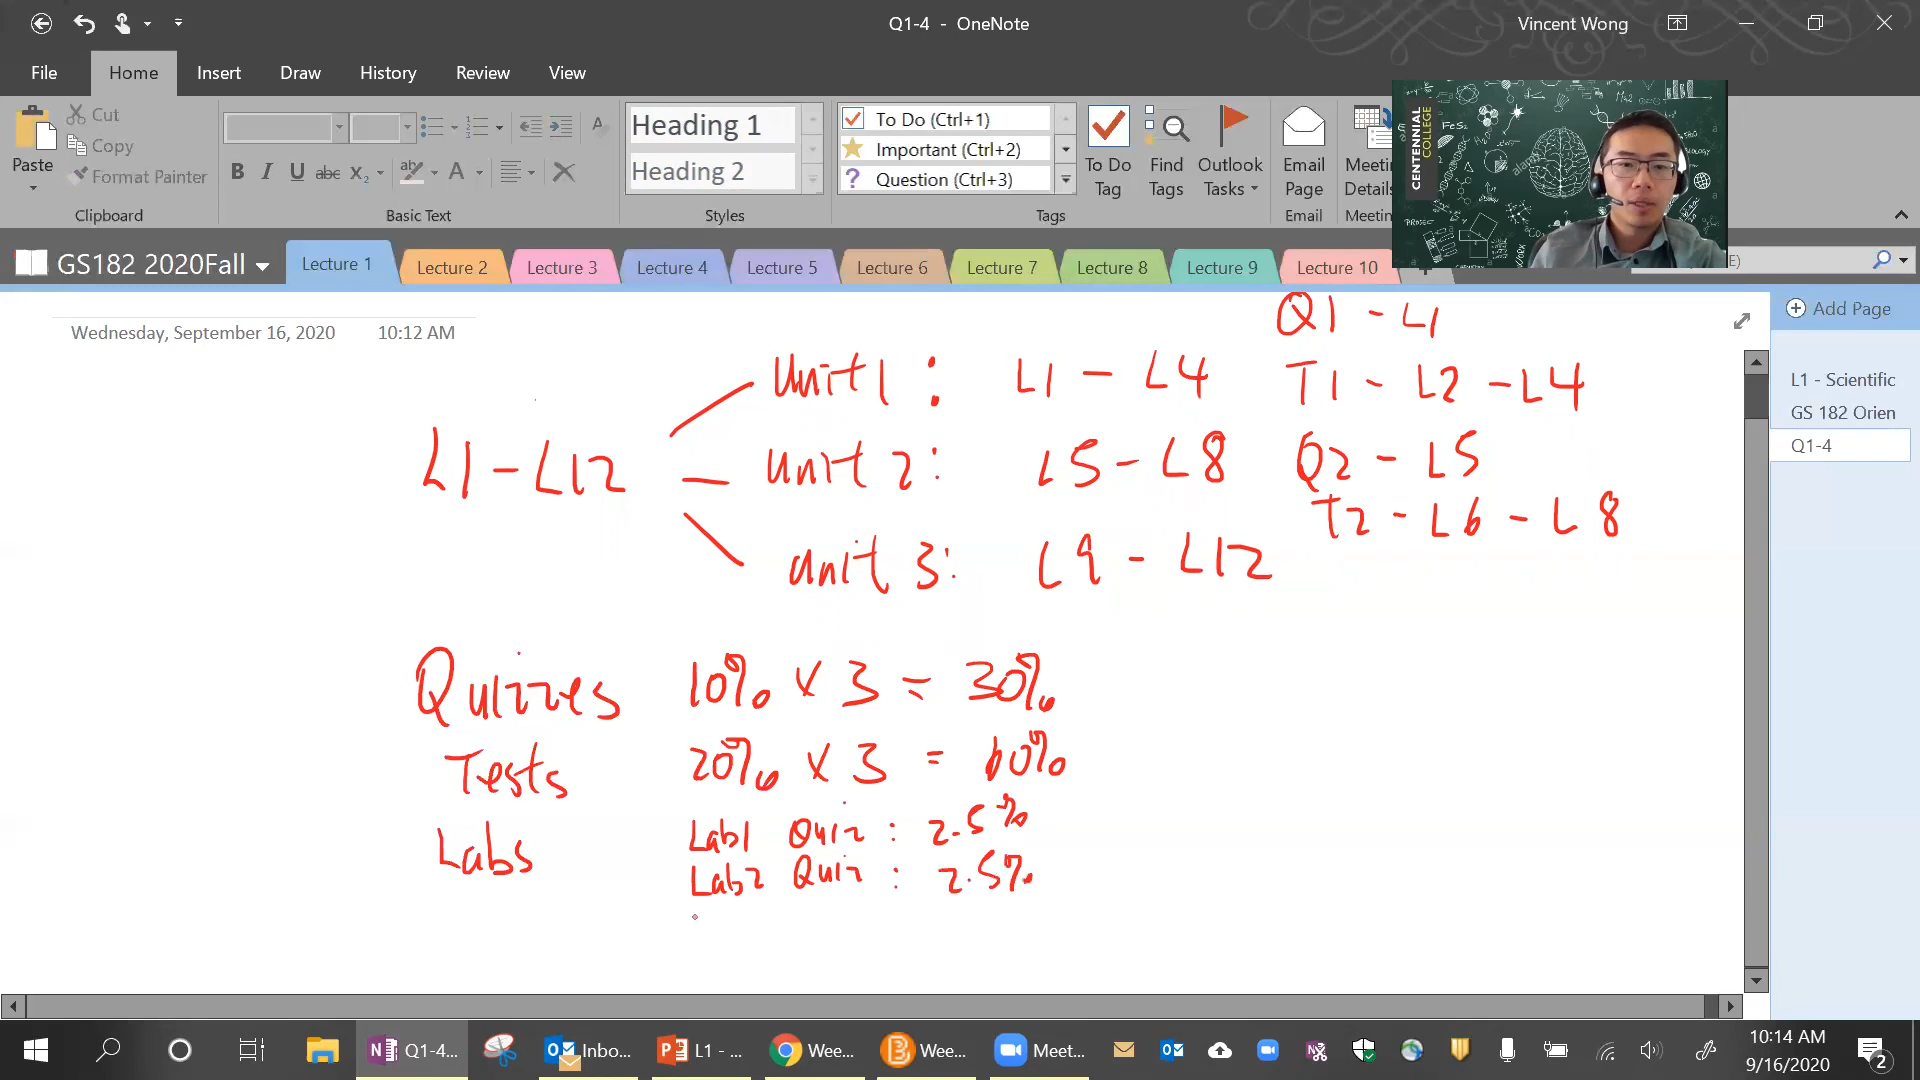 Q1-4 - OneNote
Vincent Wong
File Home Insert Draw History Review View
Paste
Cut
Copy
Format Painter
Clipboard
B I U abc X₂ A
Basic Text
Heading 1
Heading 2
Styles
To Do (Ctrl+1)
Important (Ctrl+2)
Question (Ctrl+3)
Tags
To Do Tag
Find Tags
Outlook Tasks
Email Page
Email
CENTENNIAL COLLEGE
FeS2
GS182 2020Fall
Lecture 1 Lecture 2 Lecture 3 Lecture 4 Lecture 5 Lecture 6 Lecture 7 Lecture 8 Lecture 9 Lecture 10
Wednesday, September 16, 2020 10:12 AM
Add Page
L1 - Scientific
GS 182 Orien
Q1-4
Q1 - L1
Unit 1 : L1 - L4 T1 - L2 - L4
L1 - L12 Unit 2 : L5 - L8 Q2 - L5
T2 - L6 - L8
Unit 3 : L9 - L12
Quizzes 10% x 3 = 30%
Tests 20% x 3 = 60%
Labs Lab1 Quiz : 2.5%
Lab2 Quiz : 2.5%
Q1-4... Inbo... L1 - ... Wee... Wee... Meet...
10:14 AM
9/16/2020
2